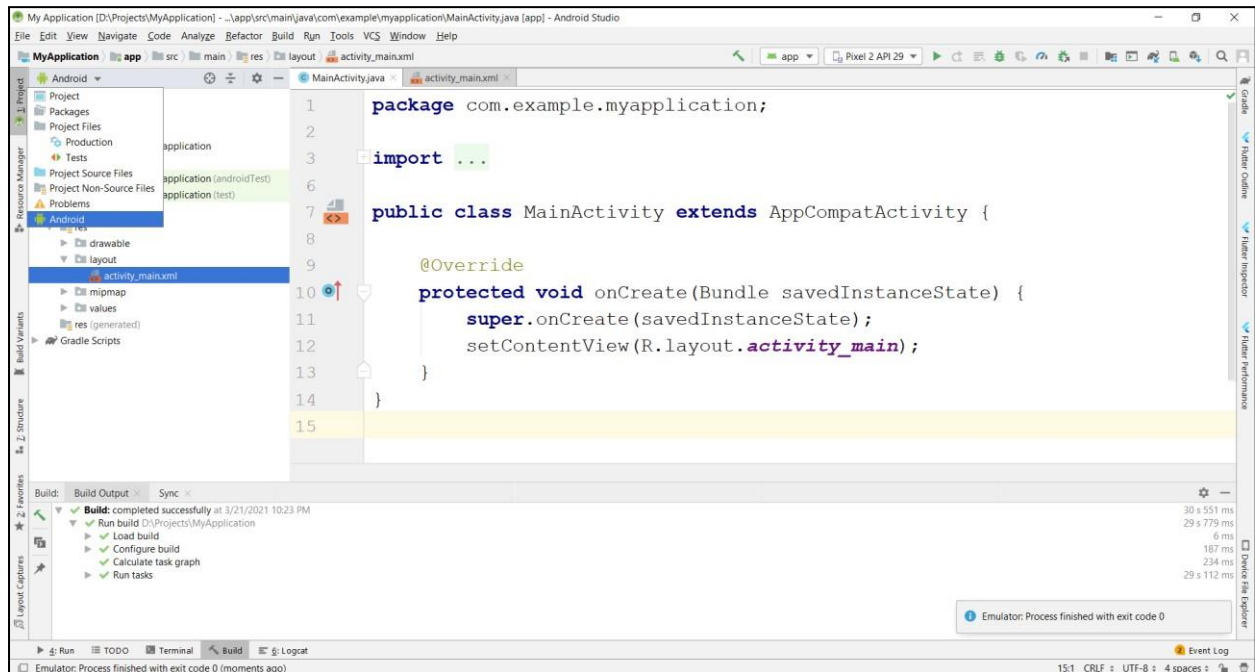 My Application [D:\Projects\MyApplication] - ...\app\src\main\java\com\example\myapplication\MainActivity.java [app] - Android Studio
File Edit View Navigate Code Analyze Refactor Build Run Tools VCS Window Help
MyApplication app src main res layout activity_main.xml
app Pixel 2 API 29
Android
MainActivity.java activity_main.xml
Project
Packages
Project Files
Production
Tests
Project Source Files
Project Non-Source Files
Problems
Android
application
application (androidTest)
application (test)
res
drawable
layout
activity_main.xml
mipmap
values
res (generated)
Gradle Scripts
1 package com.example.myapplication;
2
3 import ...
6
7 public class MainActivity extends AppCompatActivity {
8
9 @Override
10 protected void onCreate(Bundle savedInstanceState) {
11 super.onCreate(savedInstanceState);
12 setContentView(R.layout.activity_main);
13 }
14 }
15
1: Project
Resource Manager
Build Variants
Z: Structure
2: Favorites
Layout Captures
Gradle
Flutter Outline
Flutter Inspector
Flutter Performance
Device File Explorer
Build: Build Output Sync
Build: completed successfully at 3/21/2021 10:23 PM 30 s 551 ms
Run build D:\Projects\MyApplication 29 s 779 ms
Load build 6 ms
Configure build 187 ms
Calculate task graph 234 ms
Run tasks 29 s 112 ms
Emulator: Process finished with exit code 0
4: Run TODO Terminal Build 6: Logcat Event Log
Emulator: Process finished with exit code 0 (moments ago) 15:1 CRLF UTF-8 4 spaces